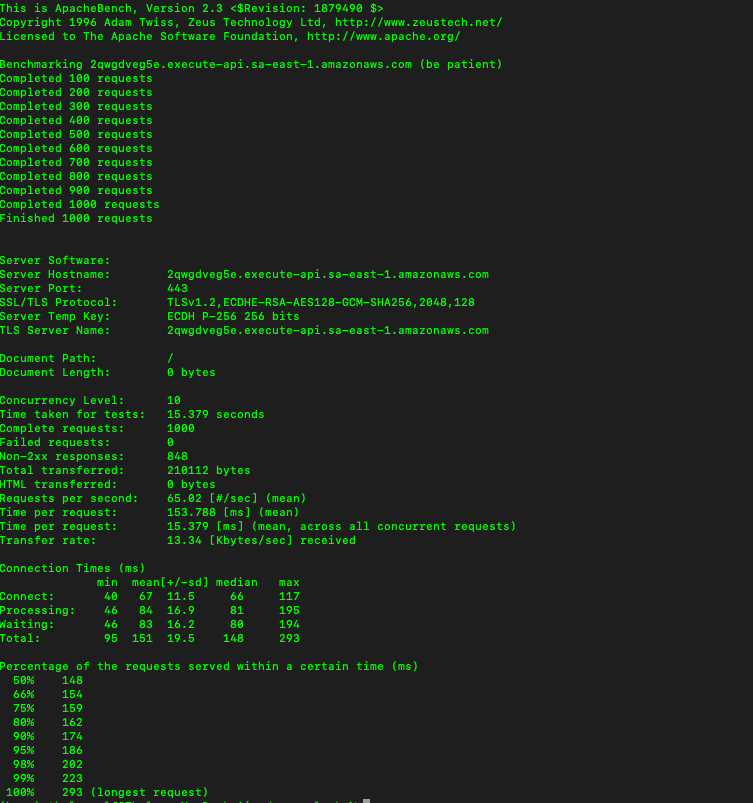 This is ApacheBench, Version 2.3 <$Revision: 1879490 $>
Copyright 1996 Adam Twiss, Zeus Technology Ltd, http://www.zeustech.net/
Licensed to The Apache Software Foundation, http://www.apache.org/
Benchmarking 2qwgdveg5e.execute-api.sa-east-1.amazonaws.com (be patient)
Completed 100 requests
Completed 200 requests
Completed 300 requests
Completed 400 requests
Completed 500 requests
Completed 600 requests
Completed 700 requests
Completed 800 requests
Completed 900 requests
Completed 1000 requests
Finished 1000 requests
Server Software:
Server Hostname: 2qwgdveg5e.execute-api.sa-east-1.amazonaws.com
Server Port: 443
SSL/TLS Protocol: TLSv1.2,ECDHE-RSA-AES128-GCM-SHA256,2048,128
Server Temp Key: ECDH P-256 256 bits
TLS Server Name: 2qwgdveg5e.execute-api.sa-east-1.amazonaws.com
Document Path: /
Document Length: 0 bytes
Concurrency Level: 10
Time taken for tests: 15.379 seconds
Complete requests: 1000
Failed requests: 0
Non-2xx responses: 848
Total transferred: 210112 bytes
HTML transferred: 0 bytes
Requests per second: 65.02 [#/sec] (mean)
Time per request: 153.788 [ms] (mean)
Time per request: 15.379 [ms] (mean, across all concurrent requests)
Transfer rate: 13.34 [Kbytes/sec] received
Connection Times (ms)
min mean[+/-sd] median max
Connect: 40 67 11.5 66 117
Processing: 46 84 16.9 81 195
Waiting: 46 83 16.2 80 194
Total: 95 151 19.5 148 293
Percentage of the requests served within a certain time (ms)
50% 148
66% 154
75% 159
80% 162
90% 174
95% 186
98% 202
99% 223
100% 293 (longest request)